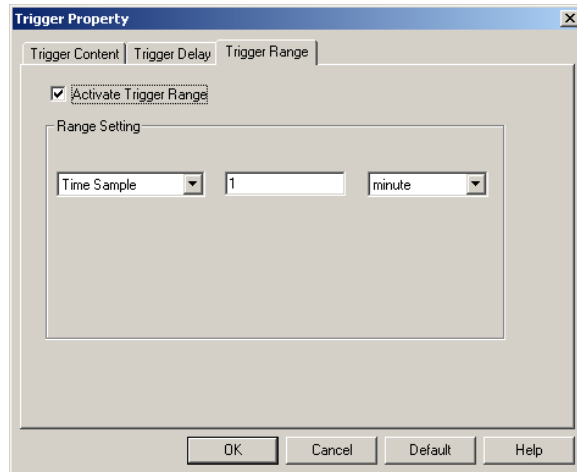 Trigger Property
Trigger Content Trigger Delay Trigger Range
Activate Trigger Range
Range Setting
Time Sample 1 minute
OK Cancel Default Help